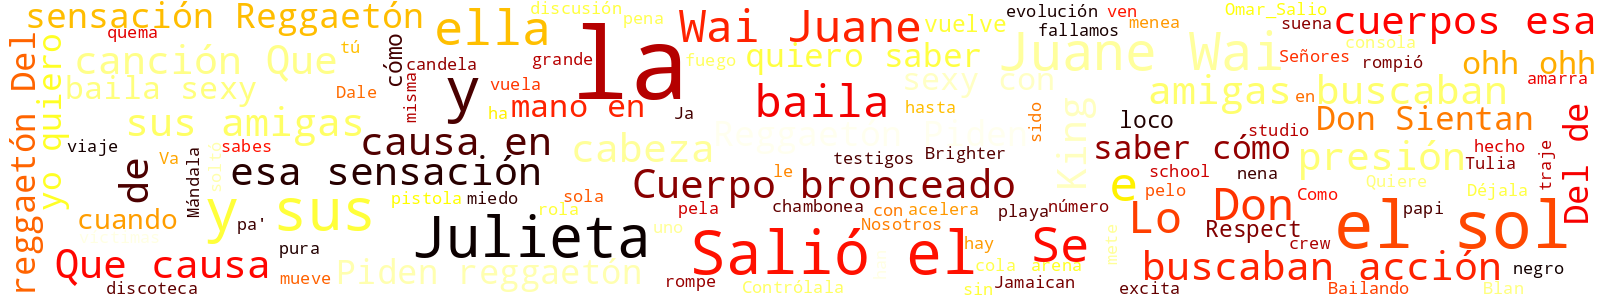 sensación Reggaetón
ella
la
Wai Juane
discusión
pena
vuelve
evolución
ven
fallamos
menea
Omar_Salio
suena
cuerpos esa
quema
tú
cómo
candela
canción Que
grande
fuego
quiero saber
Juane Wai
Señores
consola
rompió
ohh ohh
reggaetón Del
yo quiero
baila sexy
Dale
misma
y
vuela
ha
mano en
Ja
baila
sexy con
hasta
amigas
en
buscaban
amarra
sus amigas
causa en
cabeza
sido
King
loco
studio
Don Sientan
viaje
Va
sabes
de
Mándala
solto
esa sensación
testigos
Brighter
saber cómo
presión
hecho
Tulia
traje
Del de
le
Cuerpo bronceado
school
nena
e
pelo
Como
Quiere
Déjala
cuando
pa'
y sus
pistola
miedo
sola
rola
pela
chambonea
con
acelera
playa
número
Nosotros
Lo
Don
Respect
papi
el sol
Julieta
uno
Salió el
hay
Se
mete
crew
Que causa
pura
mueve
Piden reggaetón
rompe
Contrólala
cola
arena
sin
Jamaican
buscaban acción
excita
Bailando
Blan
negro
discoteca